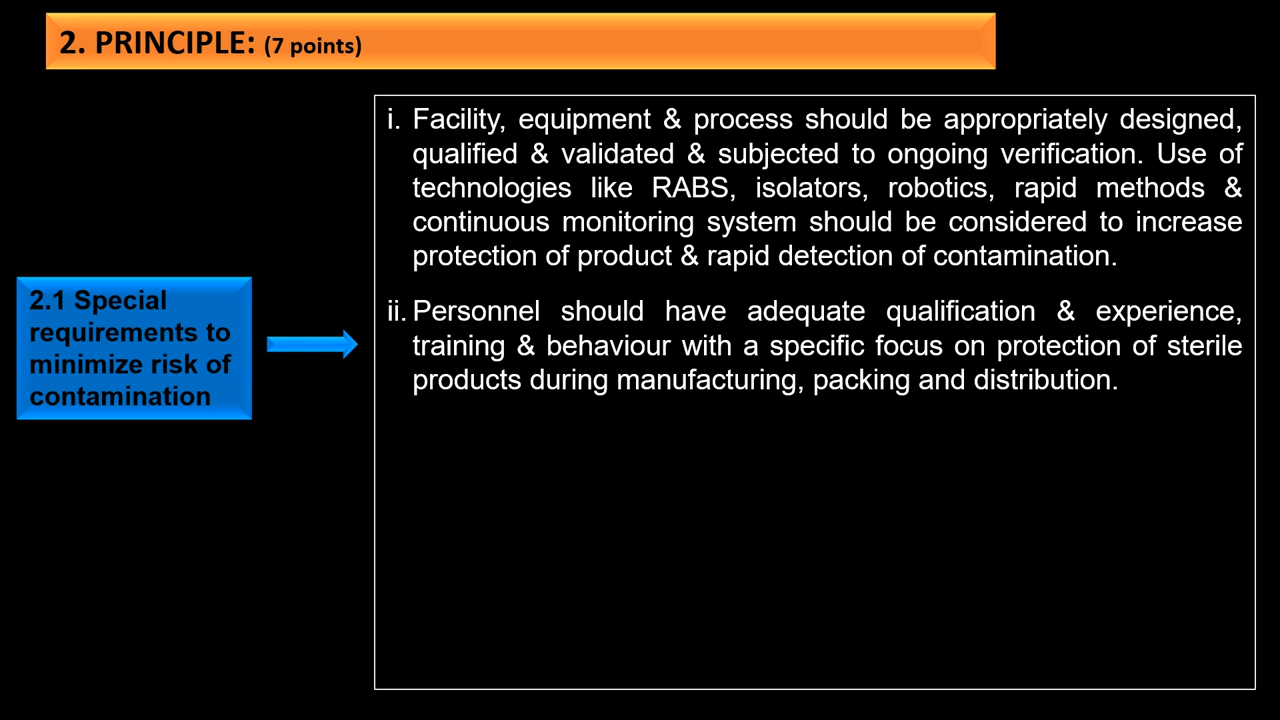 2. PRINCIPLE: (7 points)
2.1 Special
requirements to
minimize risk of
contamination
i. Facility, equipment & process should be appropriately designed,
qualified & validated & subjected to ongoing verification. Use of
technologies like RABS, isolators, robotics, rapid methods &
continuous monitoring system should be considered to increase
protection of product & rapid detection of contamination.
ii. Personnel should have adequate qualification & experience,
training & behaviour with a specific focus on protection of sterile
products during manufacturing, packing and distribution.